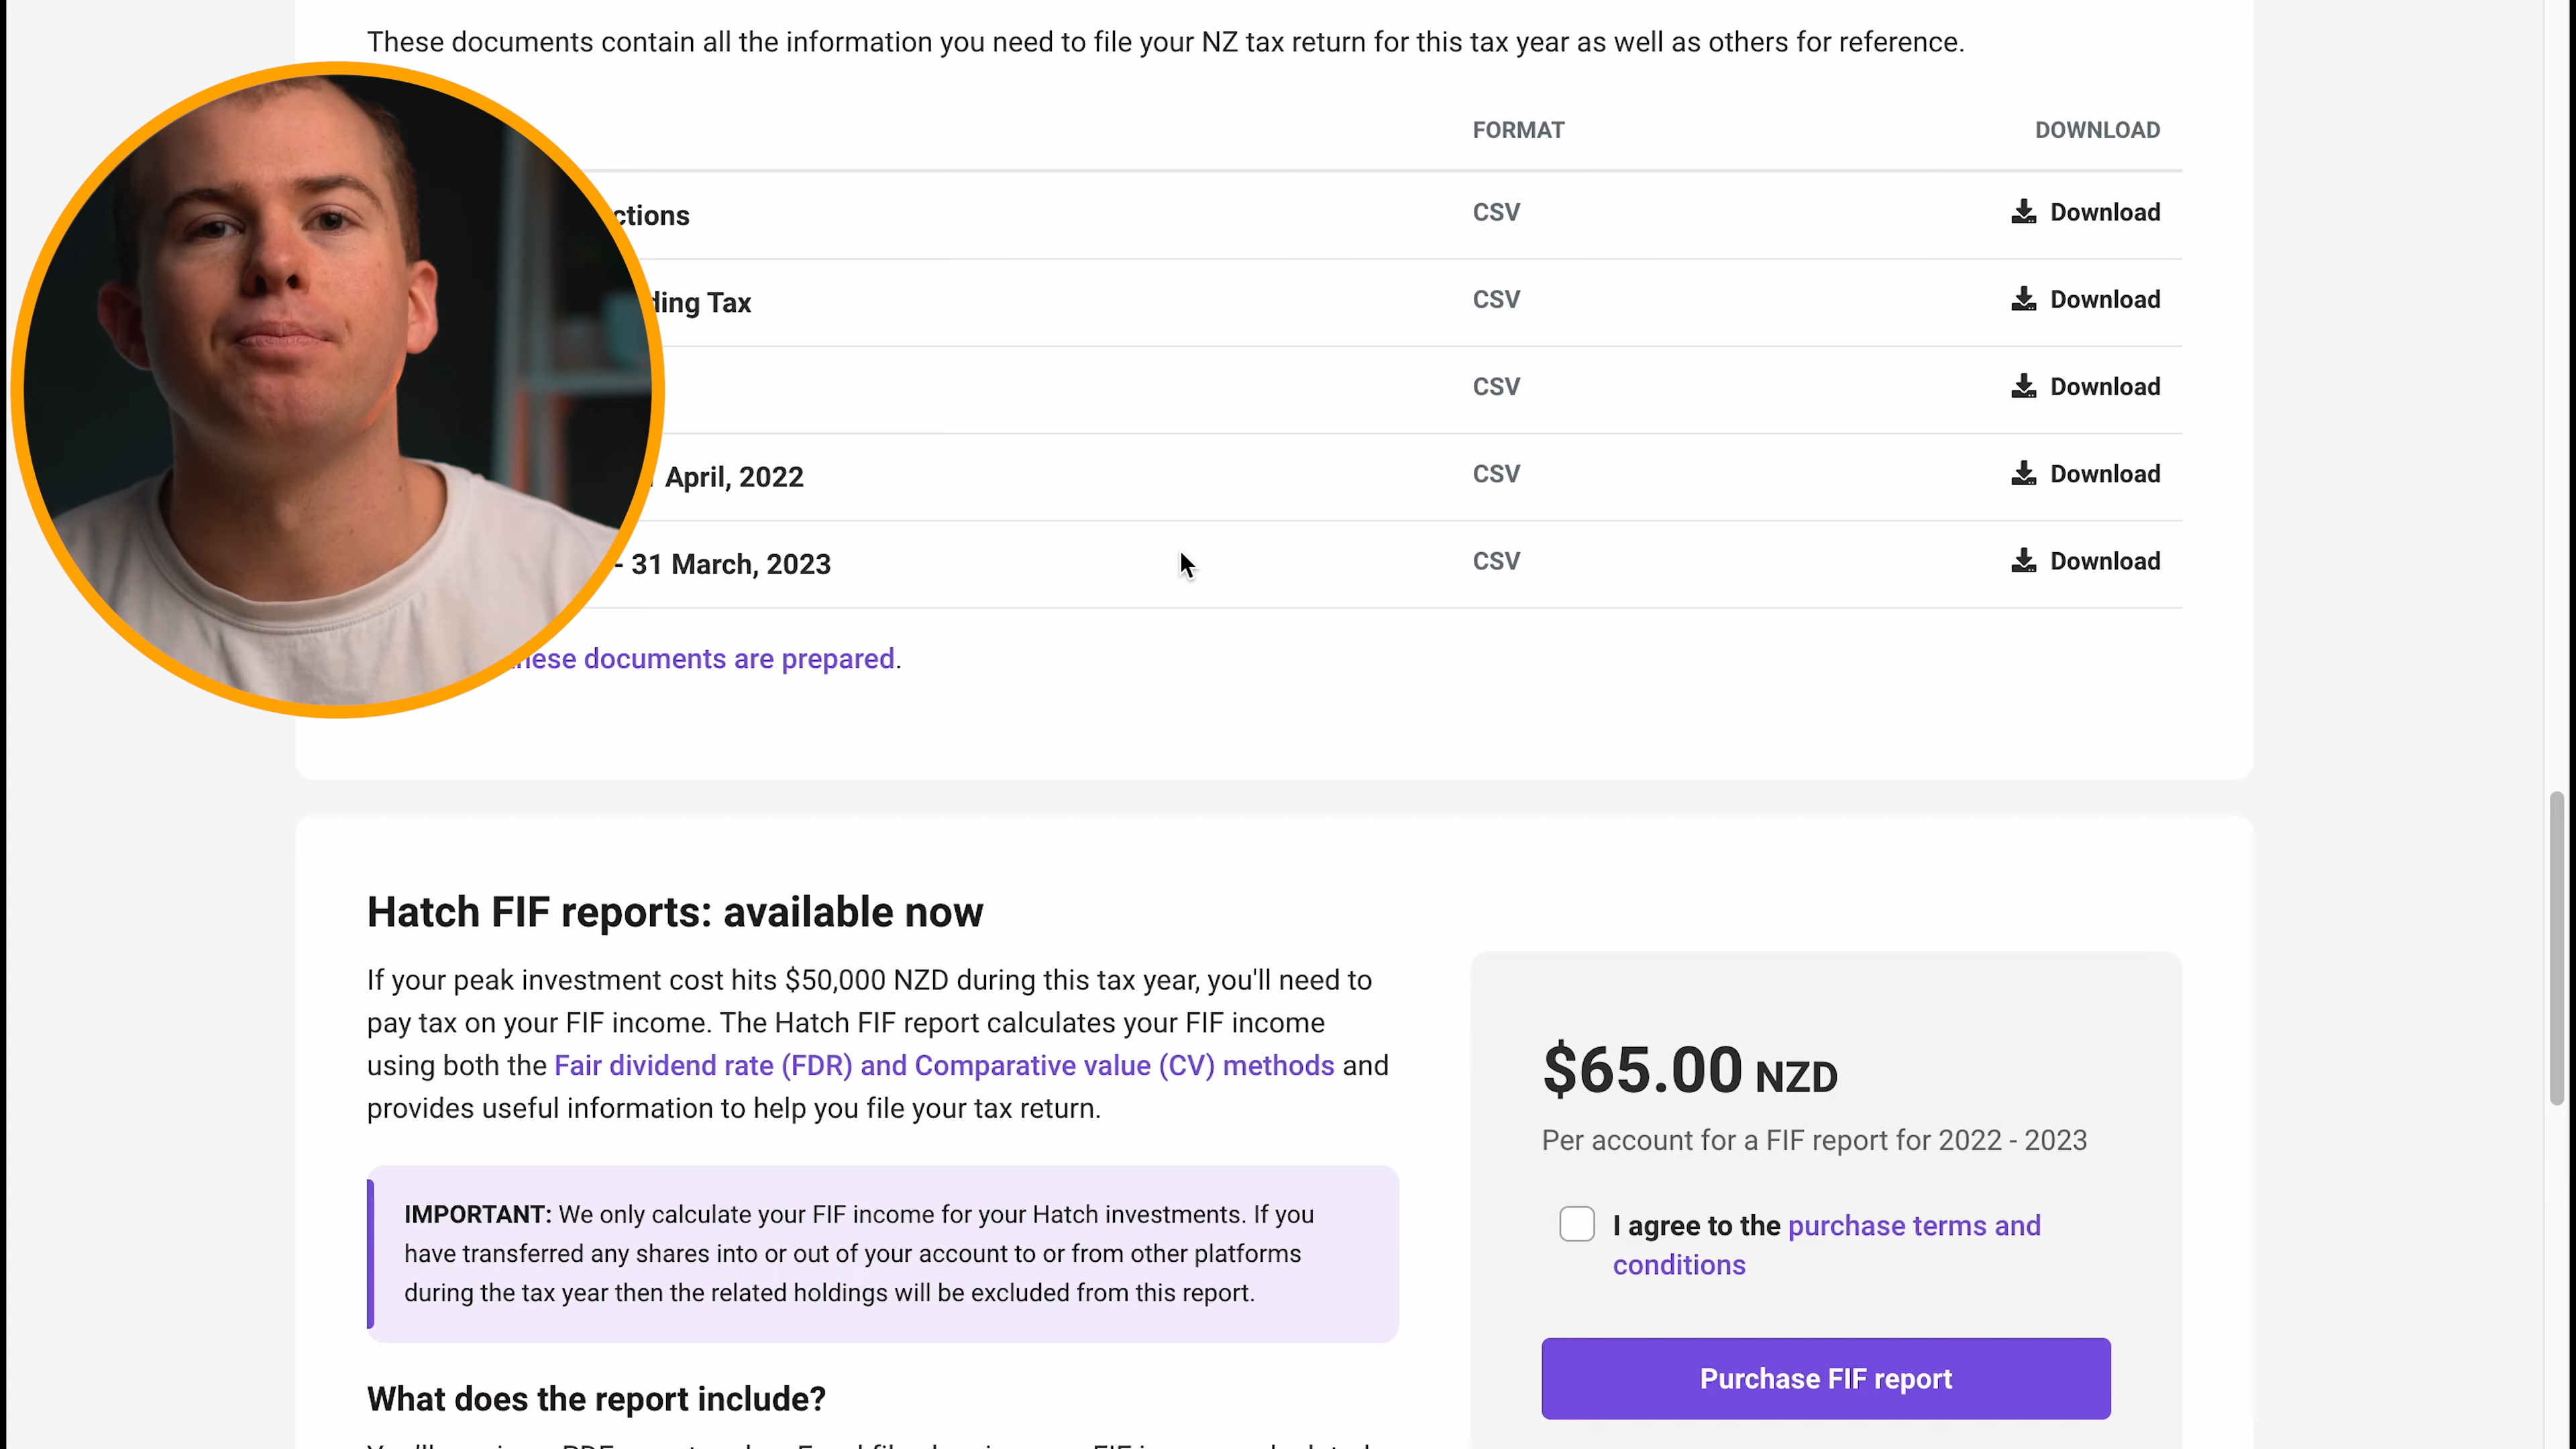 These documents contain all the information you need to file your NZ tax return for this tax year as well as others for reference.
FORMAT DOWNLOAD
CSV Download
Tax CSV Download
CSV Download
April, 2022 CSV Download
- 31 March, 2023 CSV Download
documents are prepared.
Hatch FIF reports: available now
If your peak investment cost hits $50,000 NZD during this tax year, you'll need to
pay tax on your FIF income. The Hatch FIF report calculates your FIF income
using both the Fair dividend rate (FDR) and Comparative value (CV) methods and
provides useful information to help you file your tax return.
IMPORTANT: We only calculate your FIF income for your Hatch investments. If you
have transferred any shares into or out of your account to or from other platforms
during the tax year then the related holdings will be excluded from this report.
What does the report include?
$65.00 NZD
Per account for a FIF report for 2022 - 2023
I agree to the purchase terms and
conditions
Purchase FIF report